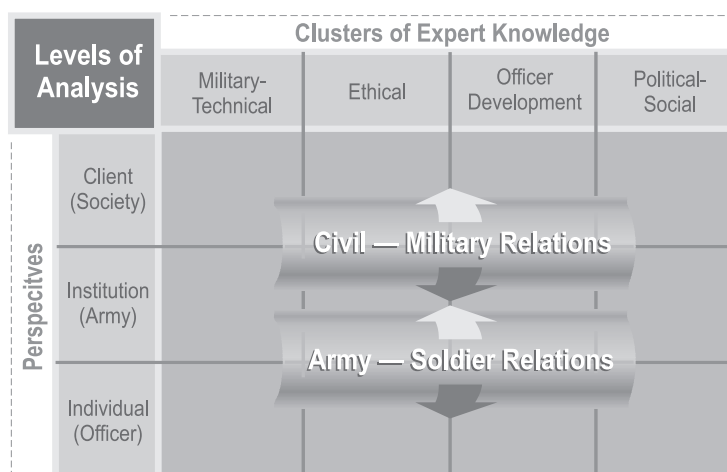 Clusters of Expert Knowledge
Levels of
Analysis
Military-
Technical
Ethical
Officer
Development
Political-
Social
Perspecitves
Client
(Society)
Civil — Military Relations
Institution
(Army)
Army — Soldier Relations
Individual
(Officer)